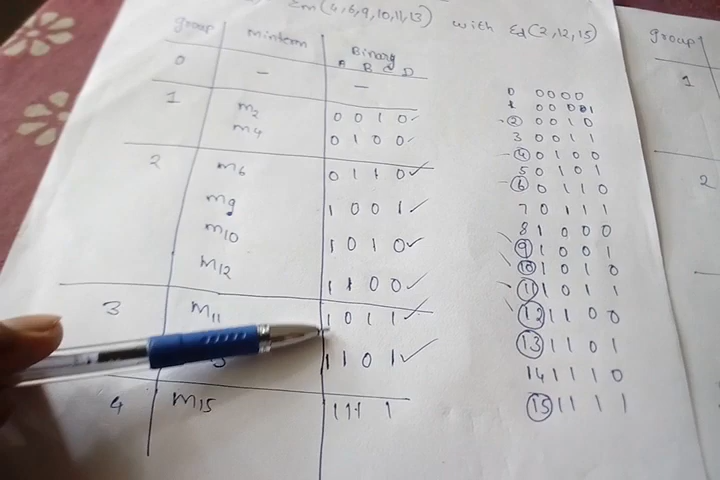 Σm(4,6,9,10,11,13) with Σd(2,12,15)
group minterm Binary
A B C D
0 - -
1 m2 0 0 1 0 ✓
m4 0 1 0 0 ✓
2 m6 0 1 1 0 ✓
m9 1 0 0 1 ✓
m10 1 0 1 0 ✓
m12 1 1 0 0 ✓
3 m11 1 0 1 1 ✓
3 1 1 0 1 ✓
4 m15 1 1 1 1
0 0 0 0 0
1 0 0 0 1
2 0 0 1 0
3 0 0 1 1
4 0 1 0 0
5 0 1 0 1
6 0 1 1 0
7 0 1 1 1
8 1 0 0 0
9 1 0 0 1
10 1 0 1 0
11 1 0 1 1
12 1 1 0 0
13 1 1 0 1
14 1 1 1 0
15 1 1 1 1
group
1
2